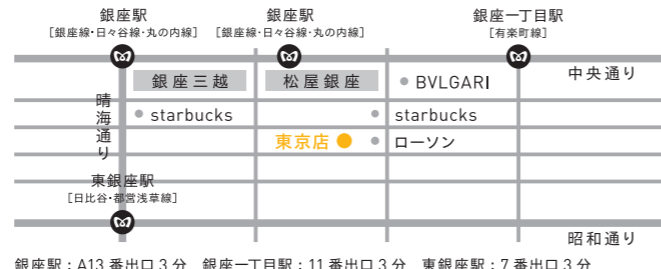 銀座駅 銀座駅 銀座一丁目駅
[銀座線・日々谷線・丸の内線] [銀座線・日々谷線・丸の内線] [有楽町線]
銀座三越 松屋銀座 BVLGARI 中央通り
晴海通り
starbucks starbucks
東京店 ローソン
東銀座駅
[日比谷・都営浅草線]
昭和通り
銀座駅：A13番出口3分 銀座一丁目駅：11番出口3分 東銀座駅：7番出口3分